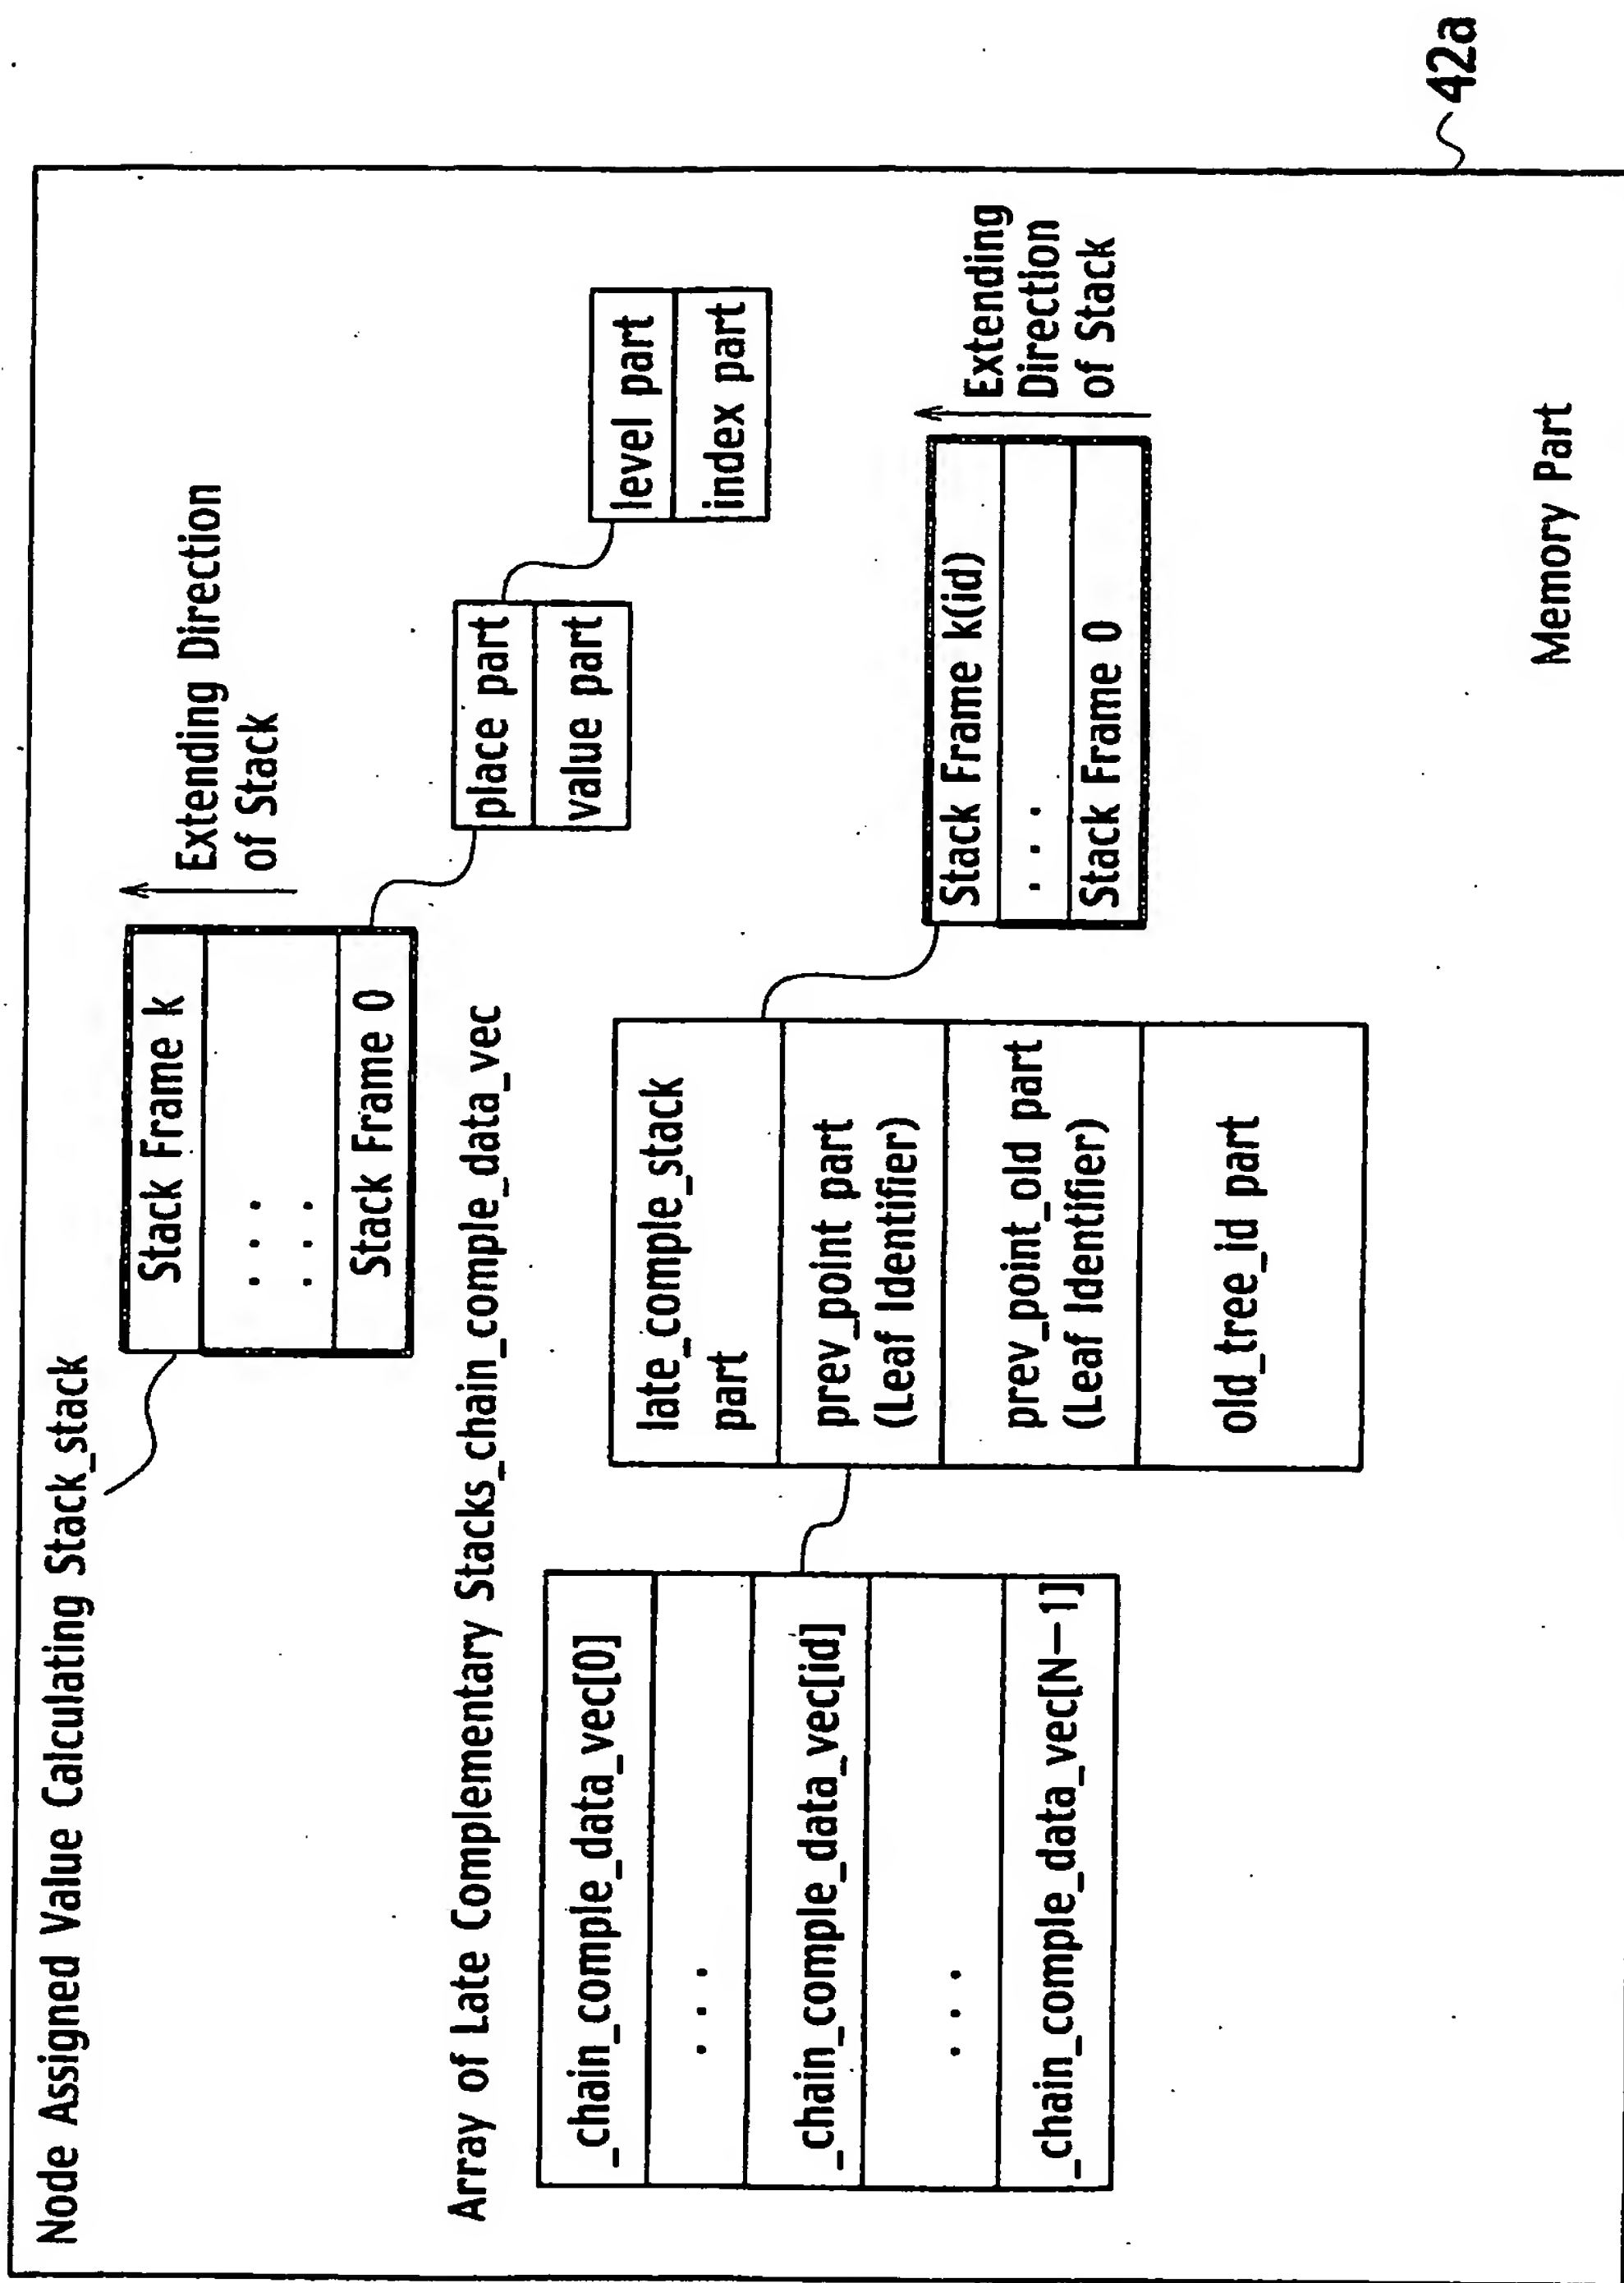 Node Assigned Value Calculating Stack_stack
Stack Frame k
. . .
. . .
Stack Frame 0
Extending Direction
of Stack
place part
value part
level part
index part
Array of Late Complementary Stacks_chain_comple_data_vec
_chain_comple_data_vec[0]
. . .
_chain_comple_data_vec[id]
. . .
_chain_comple_data_vec[N−1]
late_comple_stack
part
prev_point part
(Leaf Identifier)
prev_point_old part
(Leaf Identifier)
old_tree_id part
Stack Frame k(id)
. . .
Stack Frame 0
Extending
Direction
of Stack
Memory Part
42a